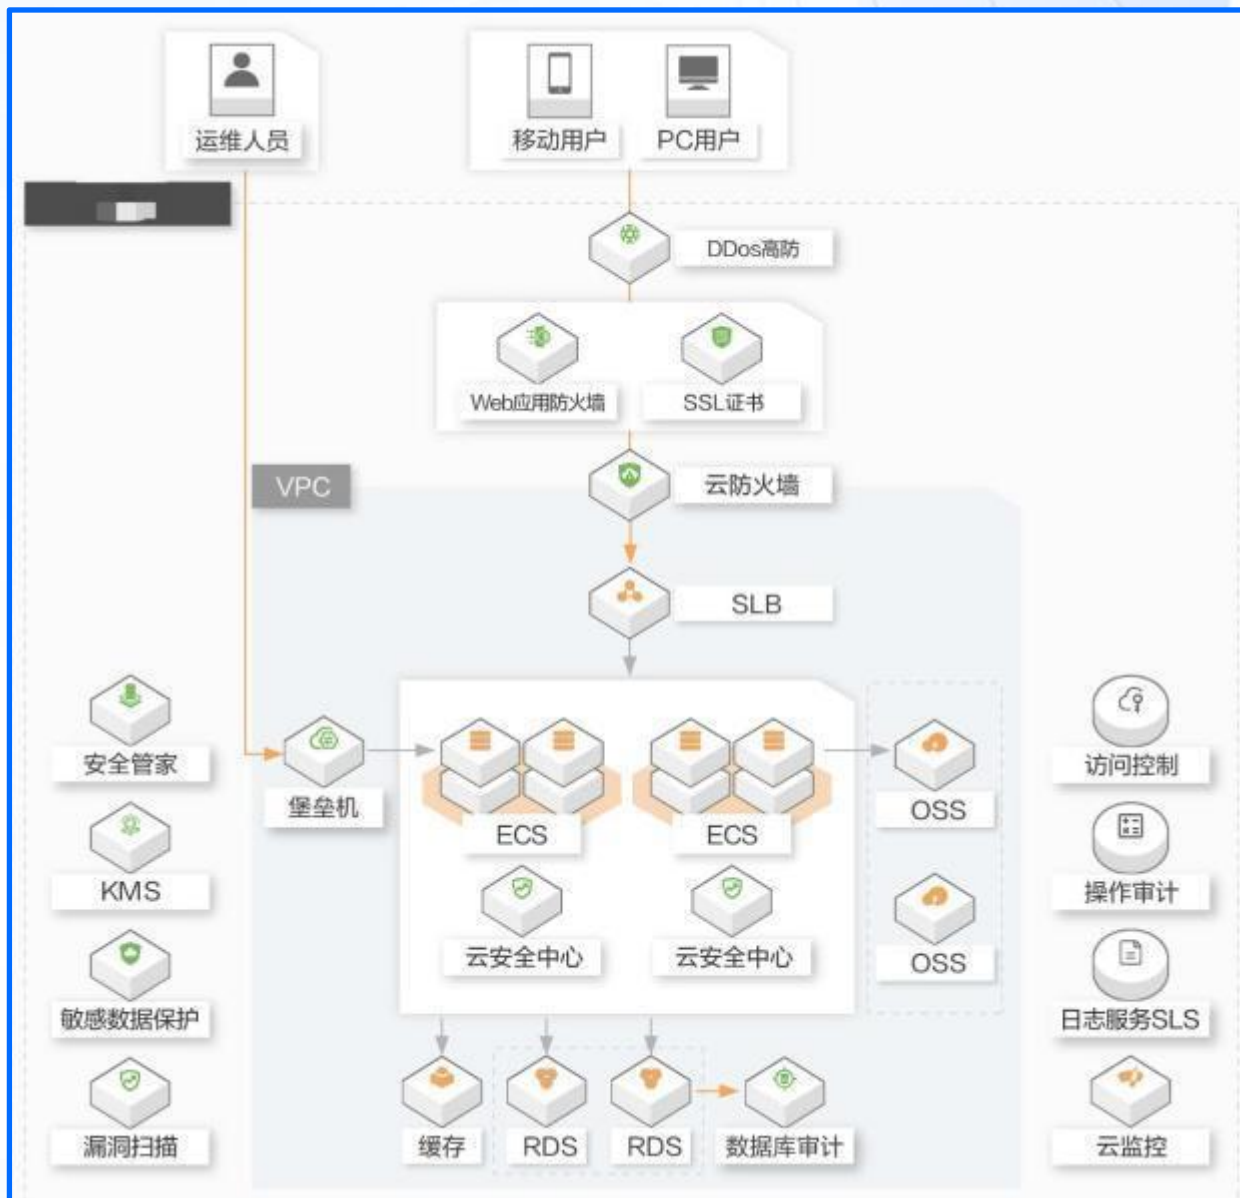 运维人员
移动用户
PC用户
DDos高防
Web应用防火墙
SSL证书
VPC
云防火墙
SLB
安全管家
堡垒机
ECS
ECS
OSS
访问控制
KMS
云安全中心
云安全中心
OSS
操作审计
敏感数据保护
日志服务SLS
漏洞扫描
缓存
RDS
RDS
数据库审计
云监控